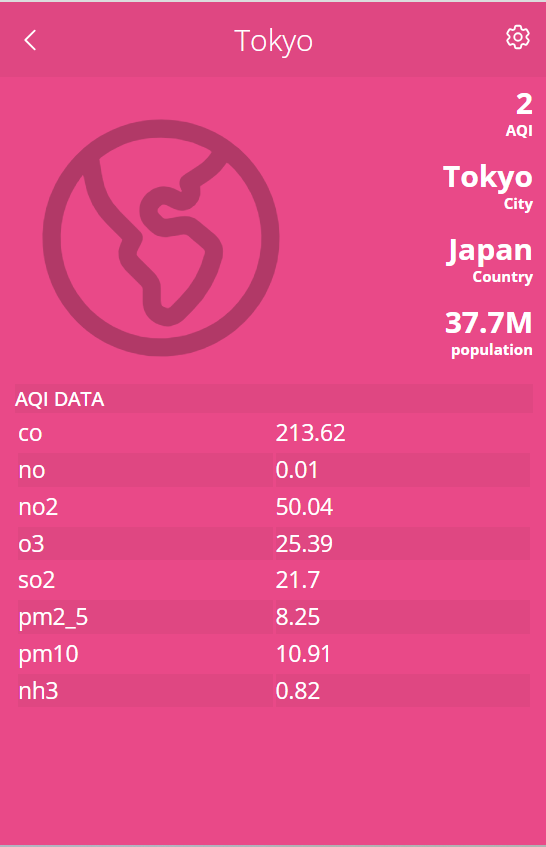 Tokyo
2
AQI
Tokyo
City
Japan
Country
37.7M
population
AQI DATA
co 213.62
no 0.01
no2 50.04
o3 25.39
so2 21.7
pm2_5 8.25
pm10 10.91
nh3 0.82